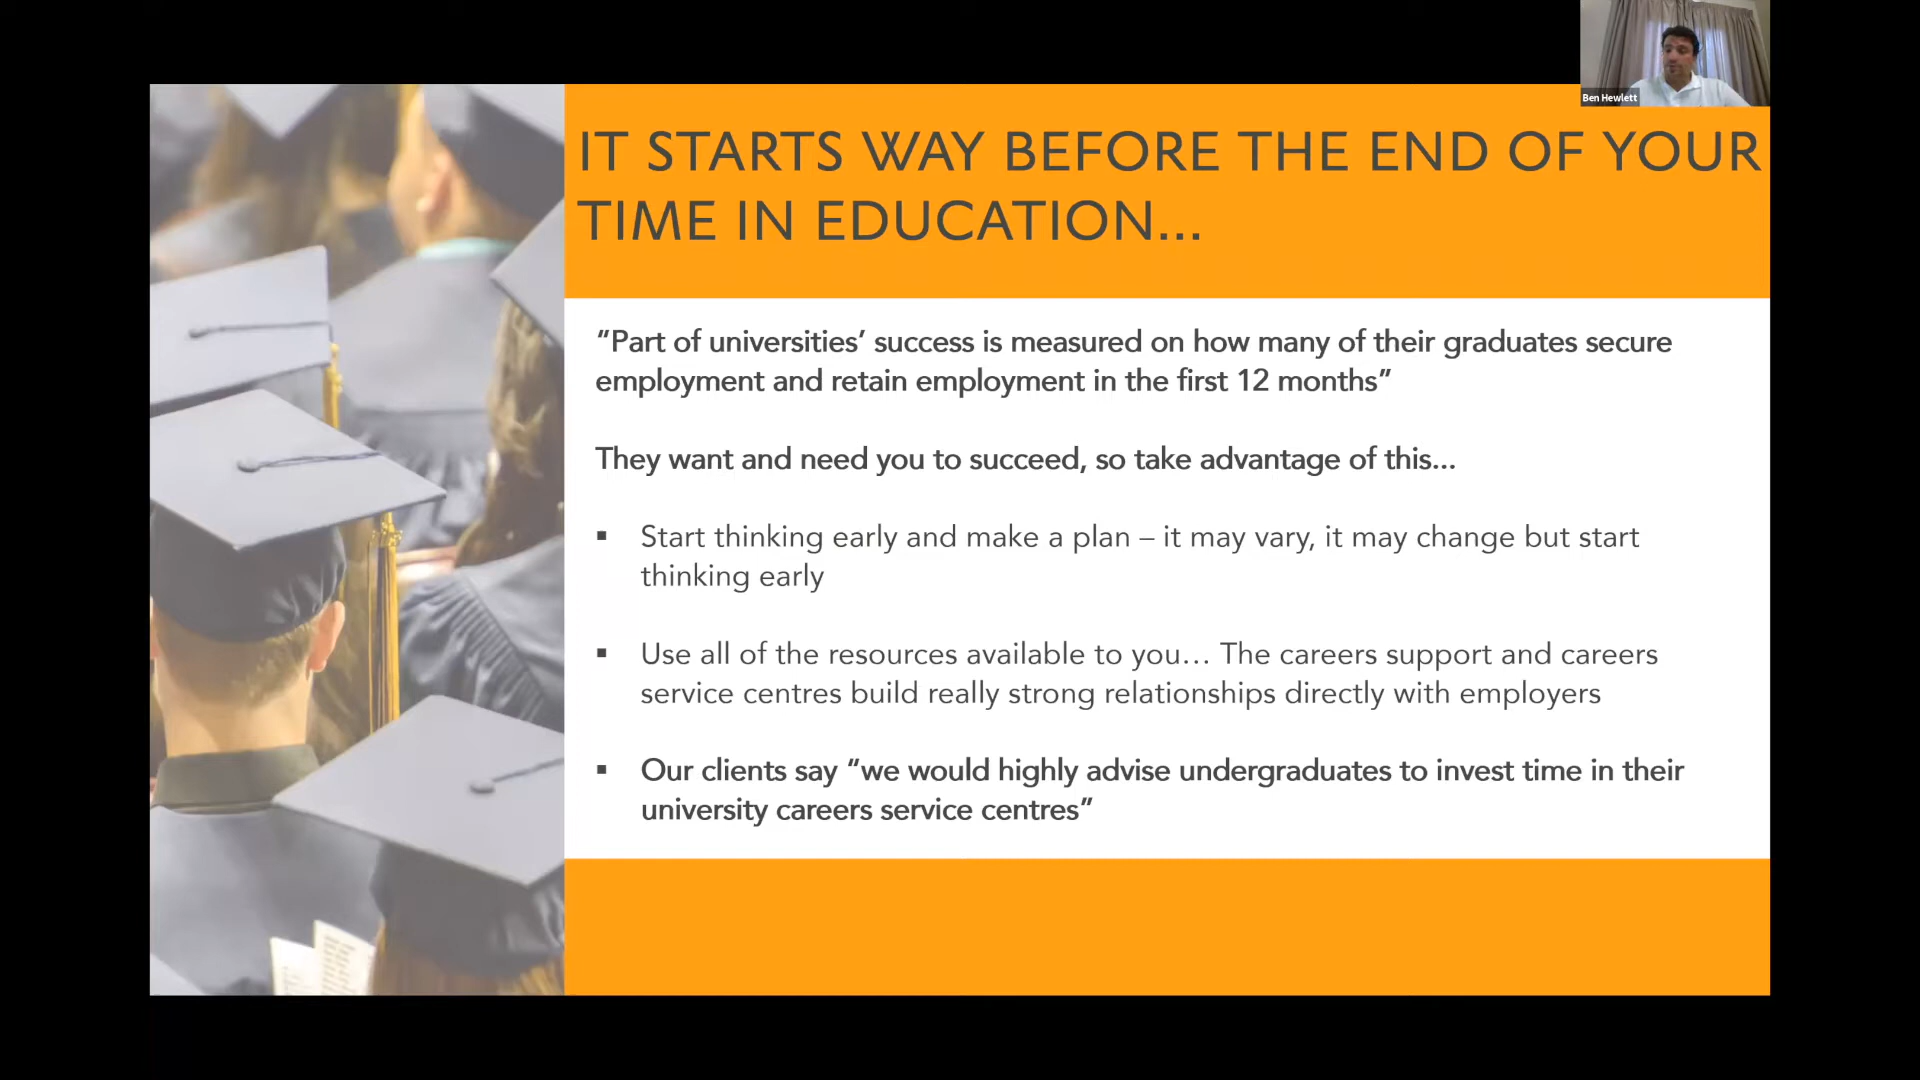 Ben Hewlett
IT STARTS WAY BEFORE THE END OF YOUR
TIME IN EDUCATION...
“Part of universities’ success is measured on how many of their graduates secure
employment and retain employment in the first 12 months”
They want and need you to succeed, so take advantage of this...
▪ Start thinking early and make a plan – it may vary, it may change but start
thinking early
▪ Use all of the resources available to you… The careers support and careers
service centres build really strong relationships directly with employers
▪ Our clients say “we would highly advise undergraduates to invest time in their
university careers service centres”